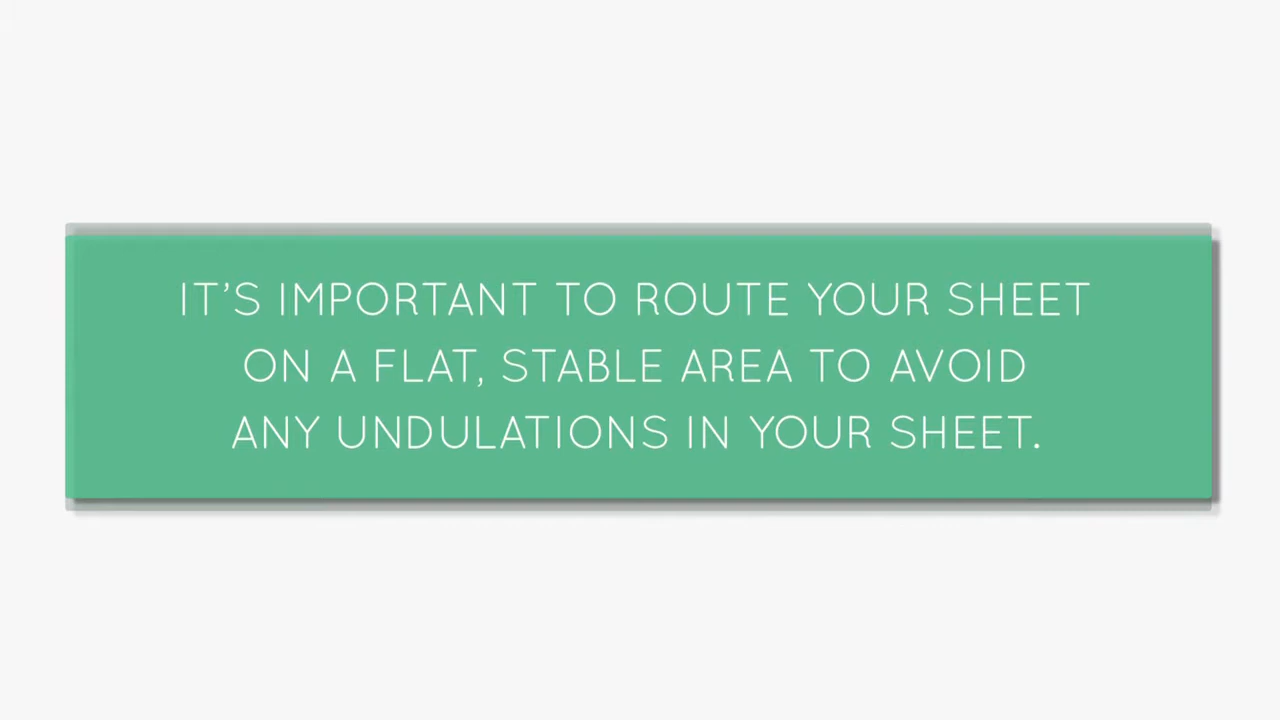 IT’S IMPORTANT TO ROUTE YOUR SHEET
ON A FLAT, STABLE AREA TO AVOID
ANY UNDULATIONS IN YOUR SHEET.